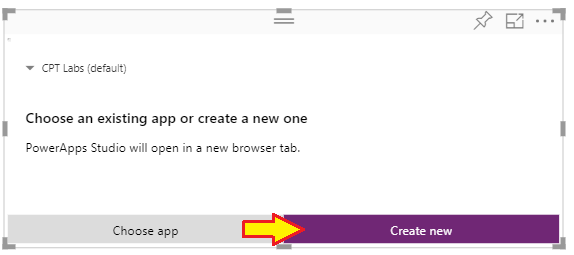 CPT Labs (default)
Choose an existing app or create a new one
PowerApps Studio will open in a new browser tab.
Choose app
Create new